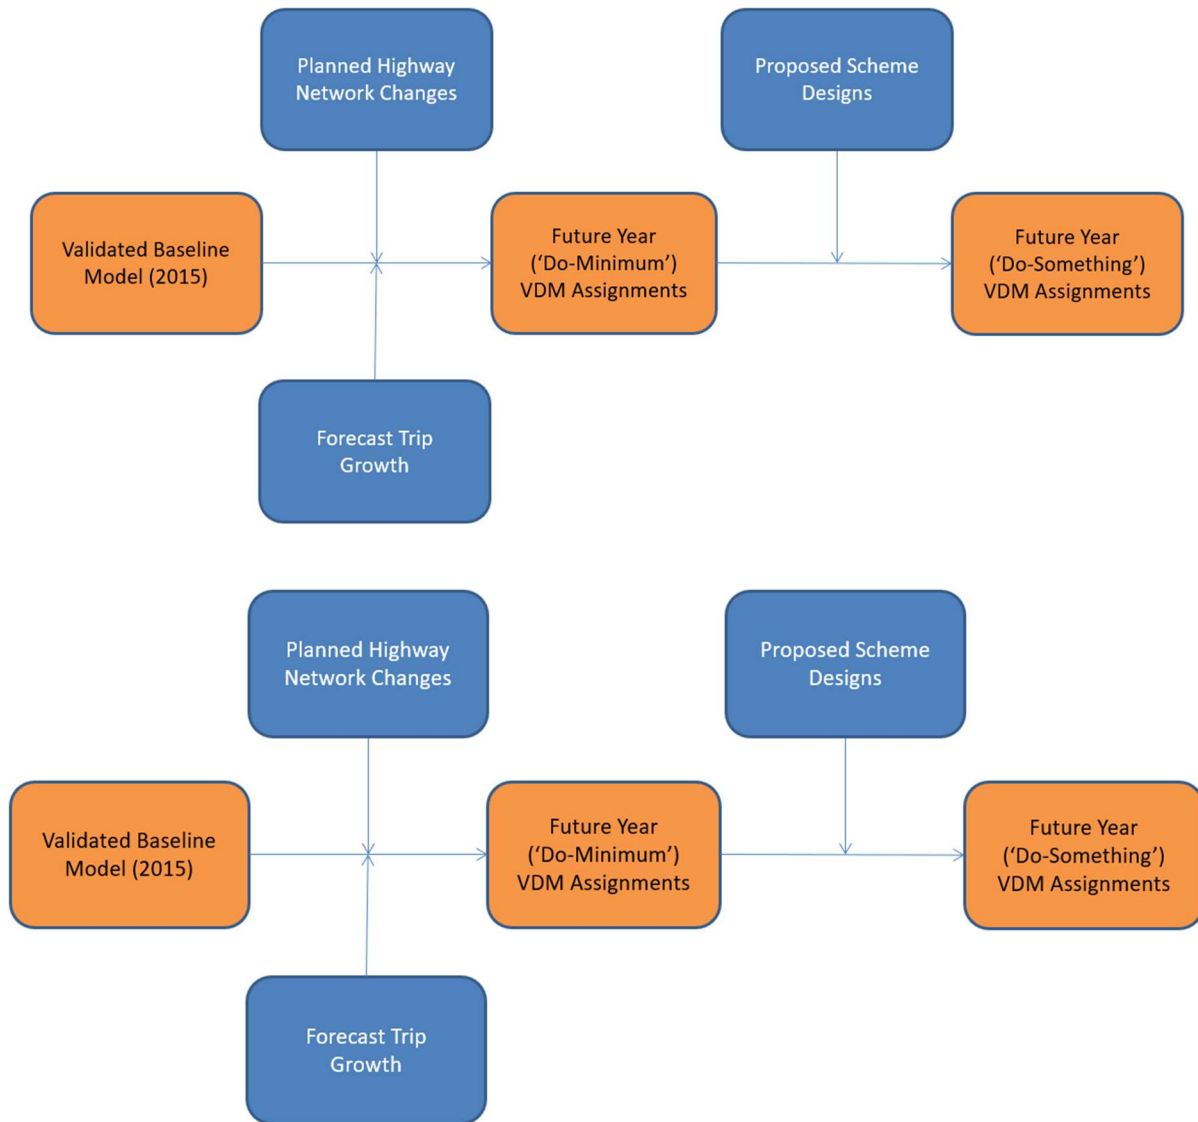 Planned Highway
Network Changes
Proposed Scheme
Designs
Validated Baseline
Model (2015)
Future Year
(‘Do-Minimum’)
VDM Assignments
Future Year
(‘Do-Something’)
VDM Assignments
Forecast Trip
Growth
Planned Highway
Network Changes
Proposed Scheme
Designs
Validated Baseline
Model (2015)
Future Year
(‘Do-Minimum’)
VDM Assignments
Future Year
(‘Do-Something’)
VDM Assignments
Forecast Trip
Growth